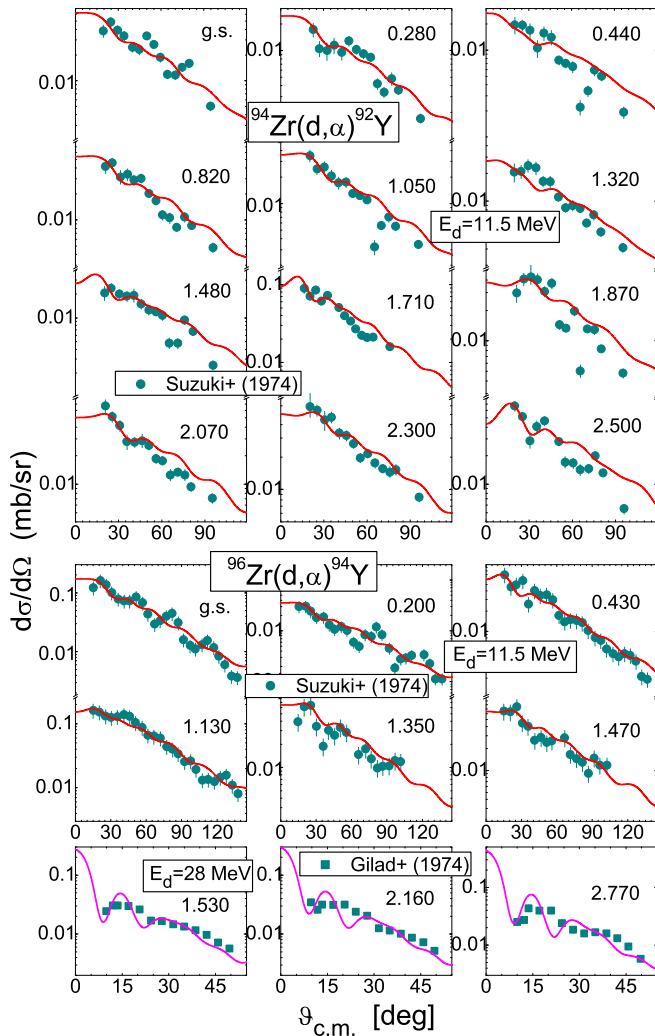 g.s.
0.280
0.440
0.01
0.01
0.01
⁹⁴Zr(d,α)⁹²Y
0.820
1.050
1.320
0.01
0.01
E_d=11.5 MeV
1.480
1.710
1.870
0.1
0.01
0.01
0.01
Suzuki+ (1974)
2.070
2.300
2.500
0.01
0.01
0.01
0 30 60 90
0 30 60 90
0 30 60 90
dσ/dΩ (mb/sr)
⁹⁶Zr(d,α)⁹⁴Y
g.s.
0.200
0.430
0.1
0.01
0.01
E_d=11.5 MeV
Suzuki+ (1974)
1.130
1.350
1.470
0.1
0.01
0.01
0.01
0 30 60 90 120
0 30 60 90 120
0 30 60 90 120
E_d=28 MeV
Gilad+ (1974)
1.530
2.160
2.770
0.1
0.01
0.1
0.01
0.1
0.01
0 15 30 45
0 15 30 45
0 15 30 45
ϑ_c.m. [deg]